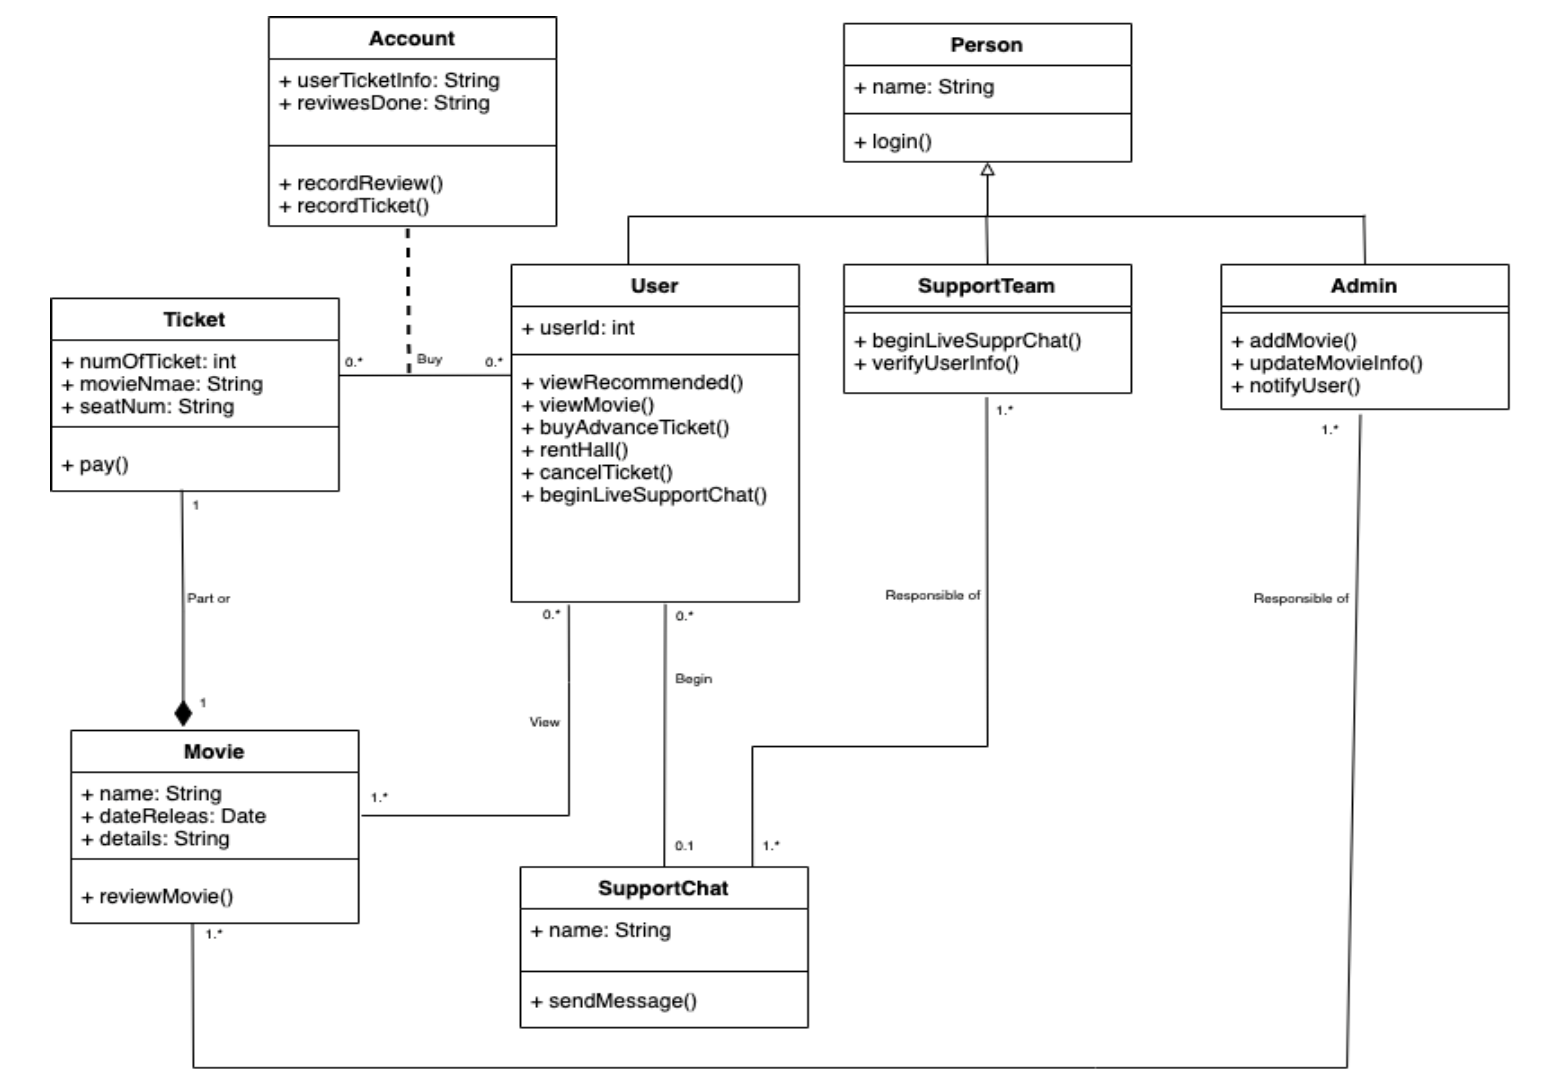 Account
+ userTicketInfo: String
+ reviwesDone: String
+ recordReview()
+ recordTicket()
Person
+ name: String
+ login()
Ticket
+ numOfTicket: int
+ movieNmae: String
+ seatNum: String
+ pay()
0.*
Buy
0.*
User
+ userId: int
+ viewRecommended()
+ viewMovie()
+ buyAdvanceTicket()
+ rentHall()
+ cancelTicket()
+ beginLiveSupportChat()
SupportTeam
+ beginLiveSupprChat()
+ verifyUserInfo()
Admin
+ addMovie()
+ updateMovieInfo()
+ notifyUser()
1.*
1.*
1
Part or
1
Responsible of
Responsible of
0.*
0.*
Begin
View
1.*
0.1
1.*
Movie
+ name: String
+ dateReleas: Date
+ details: String
+ reviewMovie()
1.*
SupportChat
+ name: String
+ sendMessage()